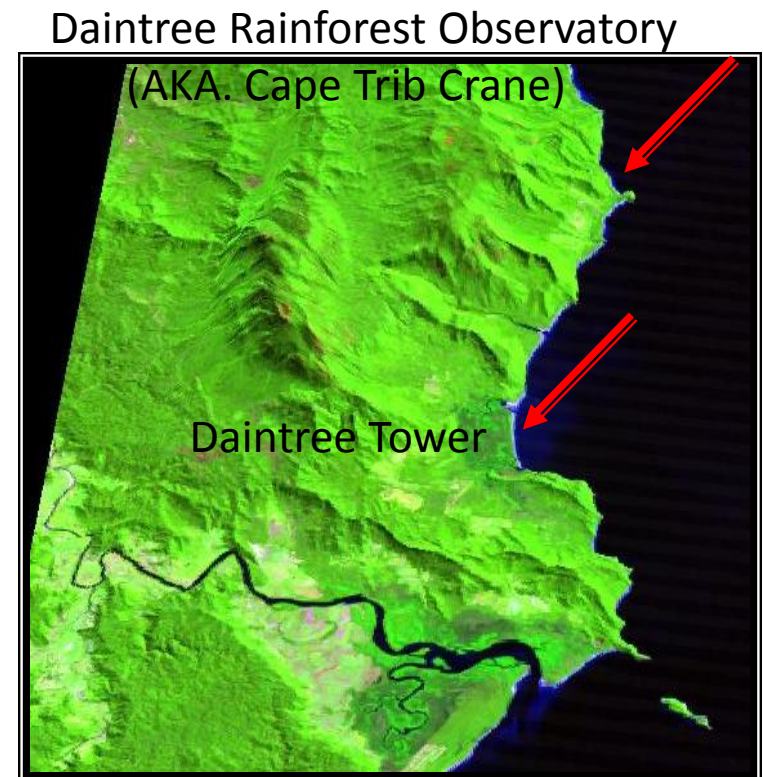 Daintree Rainforest Observatory
(AKA. Cape Trib Crane)
Daintree Tower